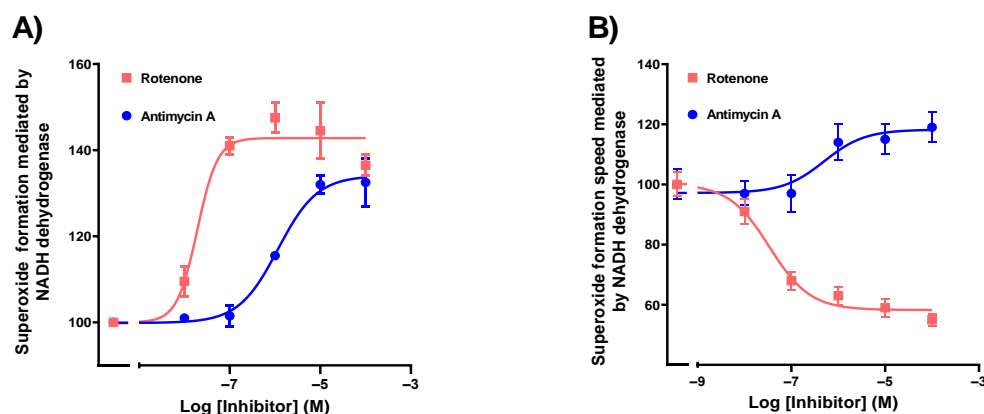 A)
Superoxide formation mediated by
NADH dehydrogenase
160
140
120
100
Rotenone
Antimycin A
–7
–5
–3
Log [Inhibitor] (M)
B)
Superoxide formation speed mediated
by NADH dehydrogenase
140
120
100
80
60
Rotenone
Antimycin A
–9
–7
–5
–3
Log [Inhibitor] (M)